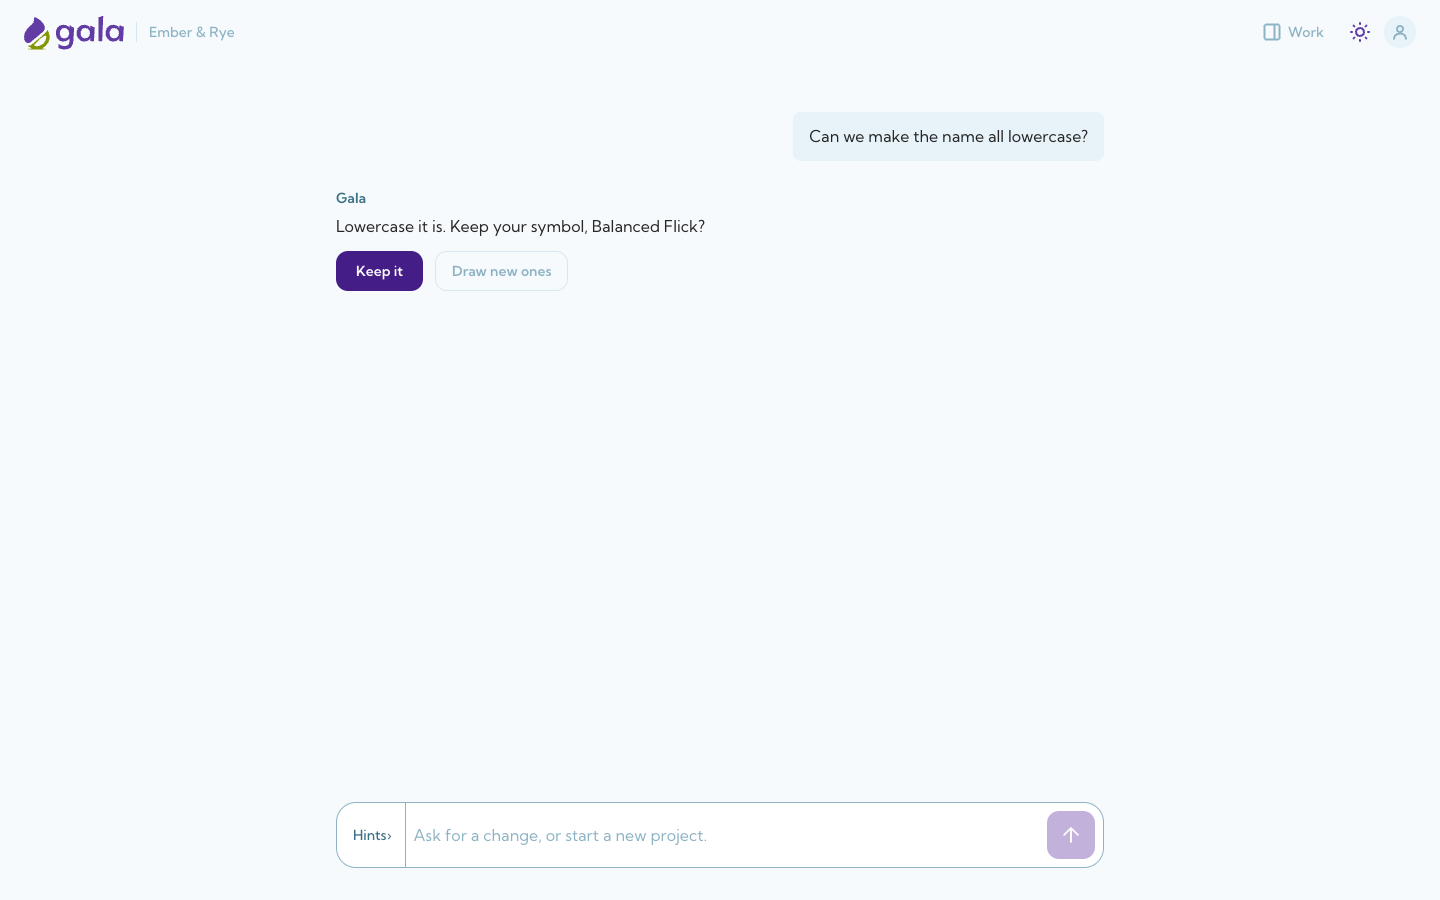 gala
Ember & Rye
Work
Can we make the name all lowercase?
Gala
Lowercase it is. Keep your symbol, Balanced Flick?
Keep it
Draw new ones
Hints›
Ask for a change, or start a new project.